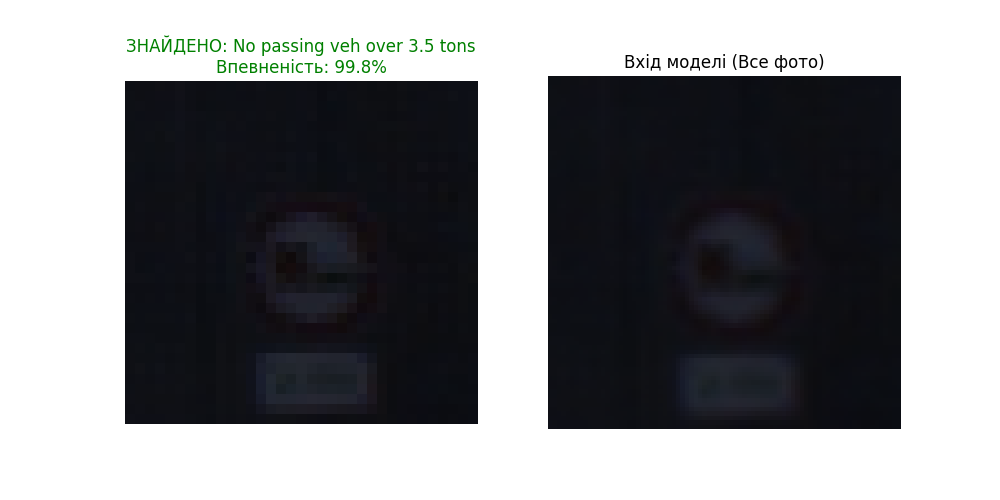 ЗНАЙДЕНО: No passing veh over 3.5 tons
Впевненість: 99.8%
Вхід моделі (Все фото)